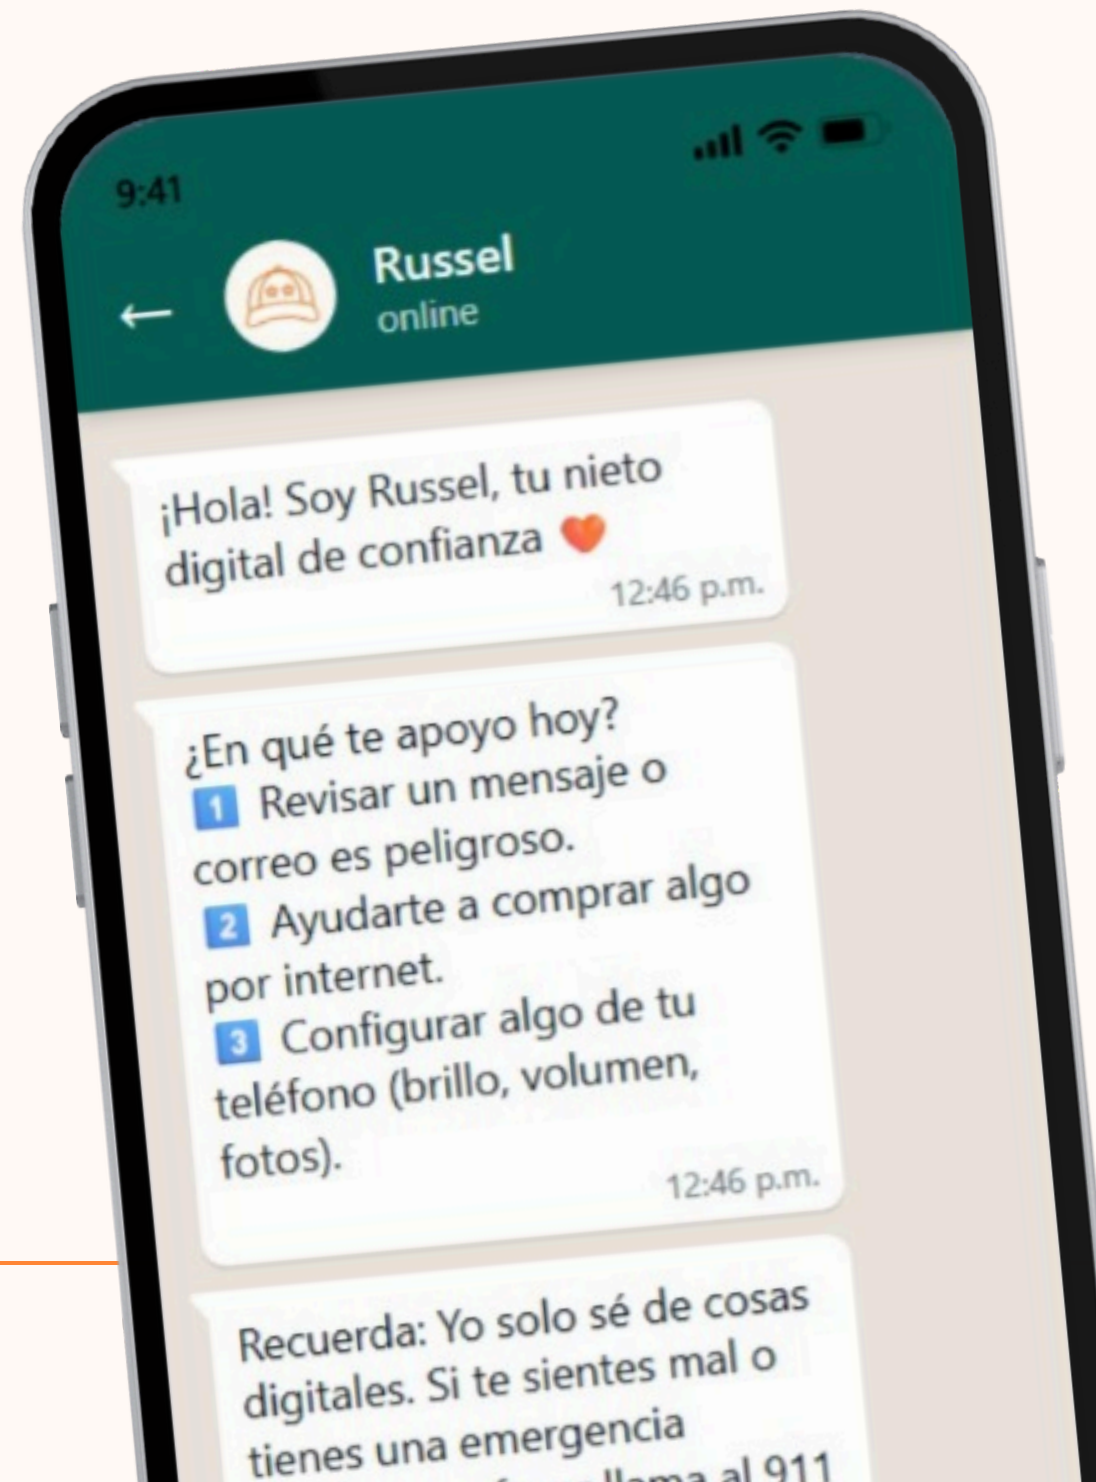 9:41
Russel
online
¡Hola! Soy Russel, tu nieto
digital de confianza ❤️
12:46 p.m.
¿En qué te apoyo hoy?
1️⃣ Revisar un mensaje o
correo es peligroso.
2️⃣ Ayudarte a comprar algo
por internet.
3️⃣ Configurar algo de tu
teléfono (brillo, volumen,
fotos).
12:46 p.m.
Recuerda: Yo solo sé de cosas
digitales. Si te sientes mal o
tienes una emergencia
llama al 911